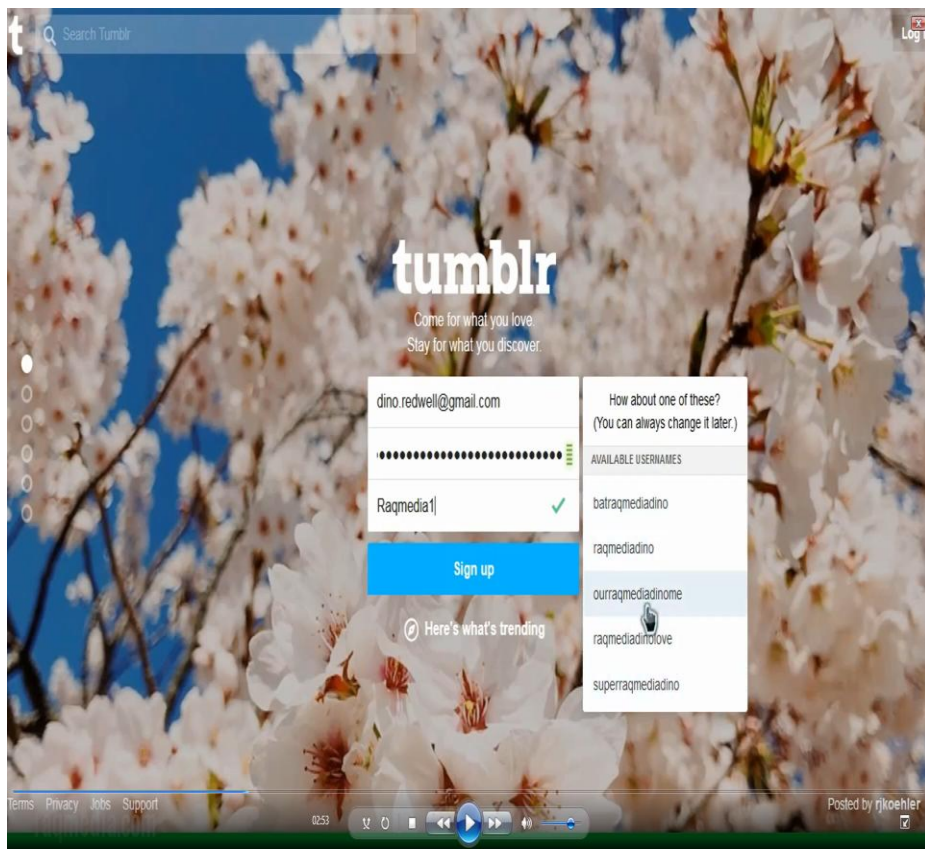 t
Search Tumblr
Log
tumblr
Come for what you love.
Stay for what you discover.
dino.redwell@gmail.com
Raqmedia1
Sign up
Here's what's trending
How about one of these?
(You can always change it later.)
AVAILABLE USERNAMES
batraqmediadino
raqmediadino
ourraqmediadinome
raqmediadinolove
superraqmediadino
Terms Privacy Jobs Support
Posted by rjkoehler
raqmedia.com
02:53